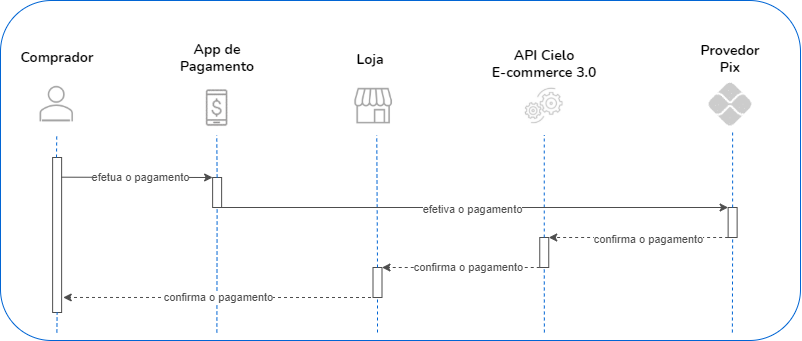 Comprador
App de
Pagamento
Loja
API Cielo
E-commerce 3.0
Provedor
Pix
$
efetua o pagamento
efetiva o pagamento
confirma o pagamento
confirma o pagamento
confirma o pagamento